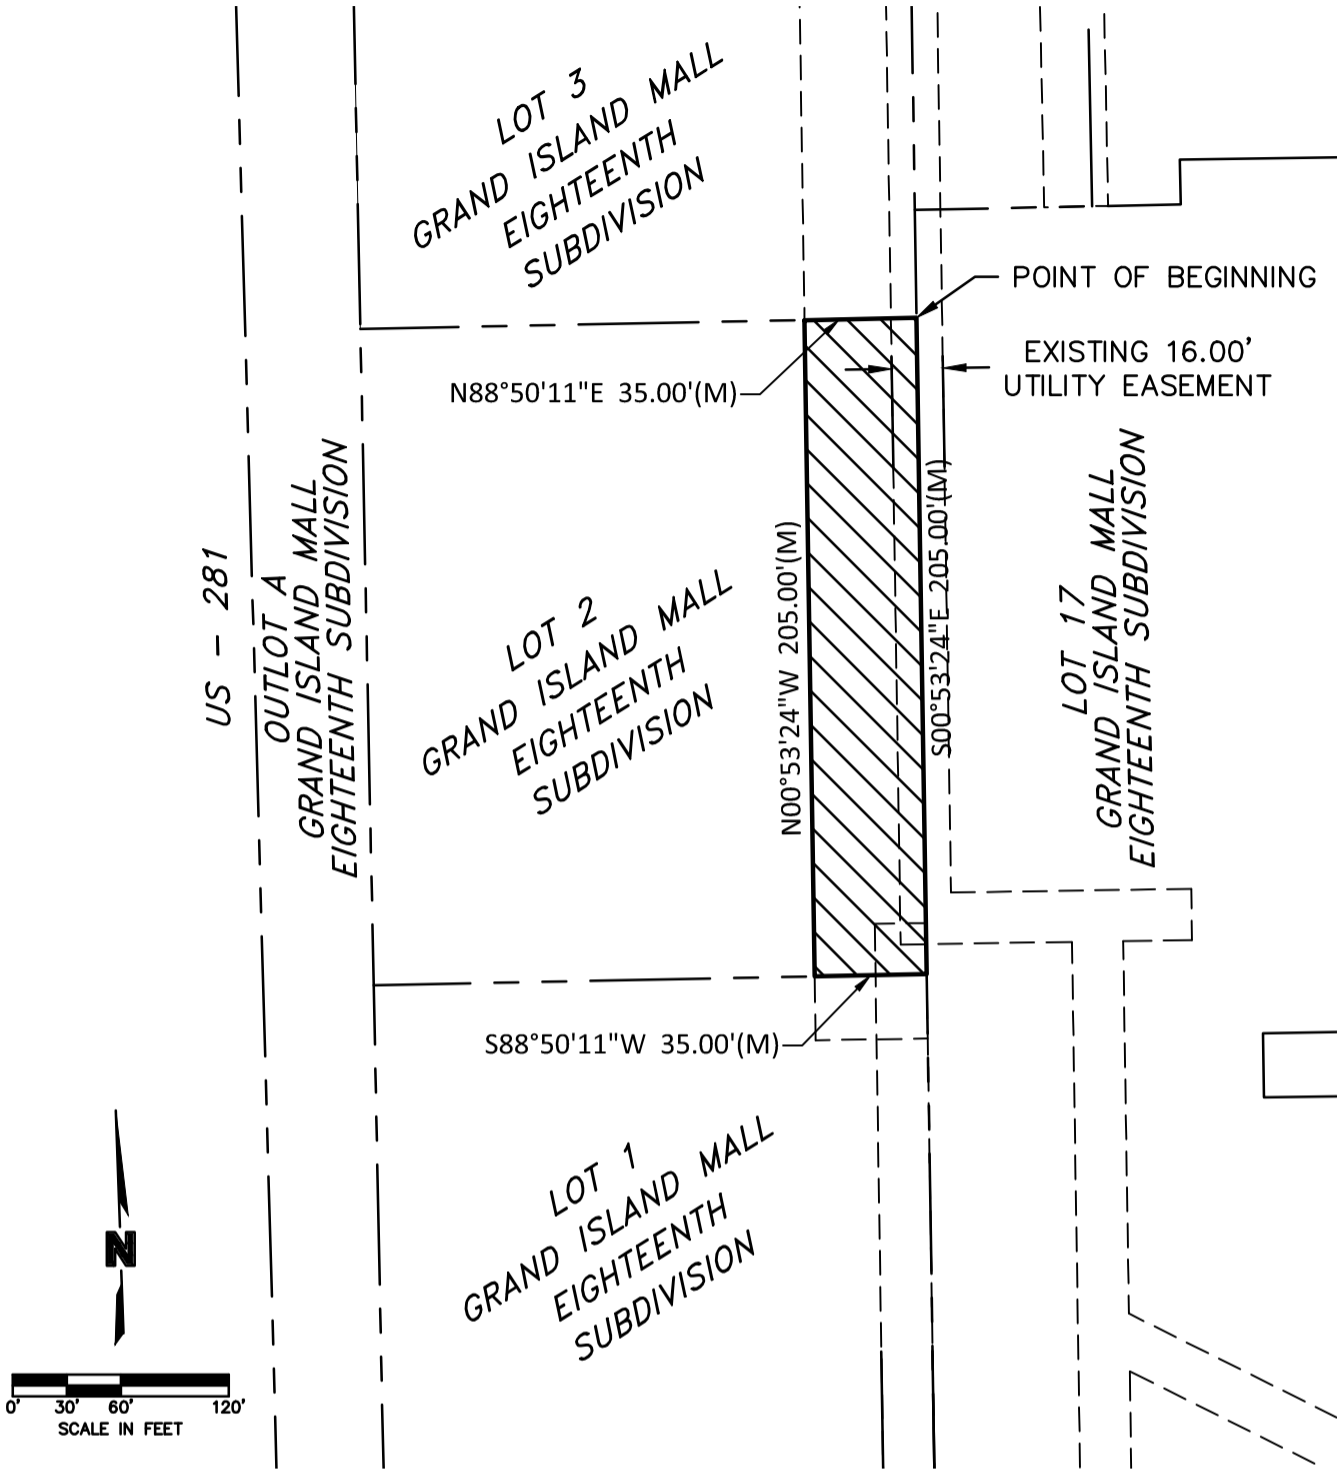 LOT 3
GRAND ISLAND MALL
EIGHTEENTH
SUBDIVISION
POINT OF BEGINNING
EXISTING 16.00'
UTILITY EASEMENT
N88°50'11"E 35.00'(M)
US - 281
OUTLOT A
GRAND ISLAND MALL
EIGHTEENTH SUBDIVISION
LOT 2
GRAND ISLAND MALL
EIGHTEENTH
SUBDIVISION
N00°53'24"W 205.00'(M)
S00°53'24"E 205.00'(M)
LOT 17
GRAND ISLAND MALL
EIGHTEENTH SUBDIVISION
S88°50'11"W 35.00'(M)
LOT 1
GRAND ISLAND MALL
EIGHTEENTH
SUBDIVISION
N
0' 30' 60' 120'
SCALE IN FEET